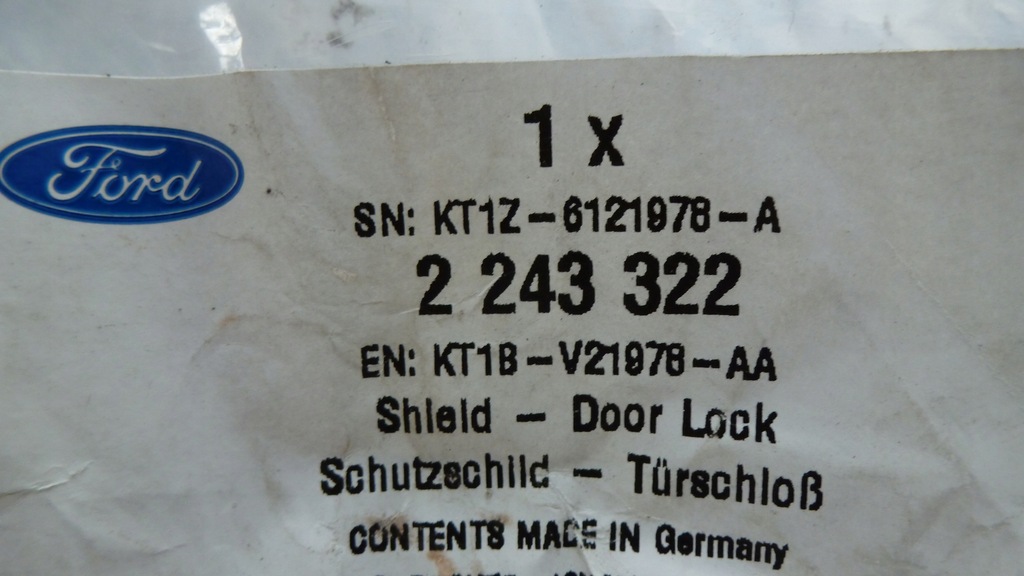 Ford
1 x
SN: KT1Z-6121978-A
2 243 322
EN: KT1B-V21978-AA
Shield - Door Lock
Schutzschild - Türschloß
CONTENTS MADE IN Germany